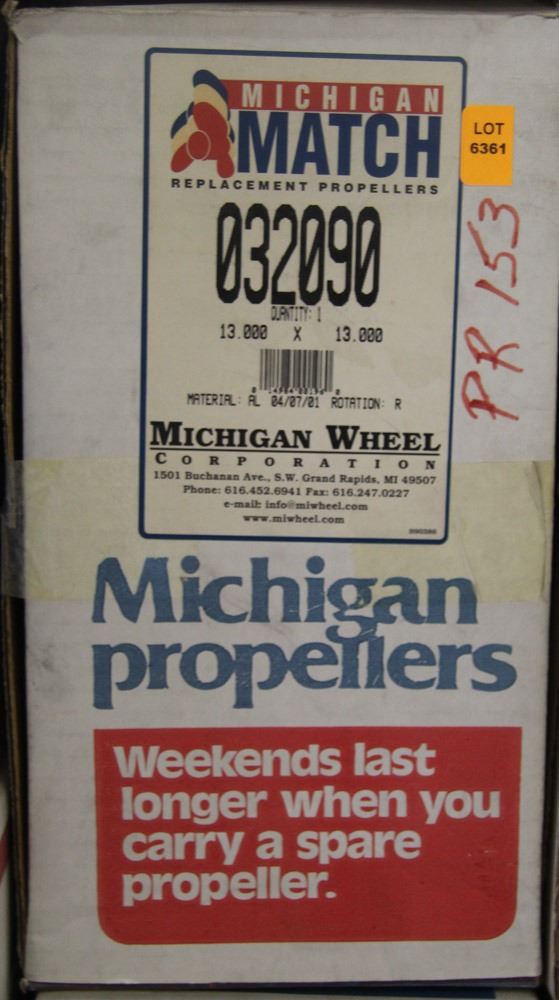 MICHIGAN
MATCH
REPLACEMENT PROPELLERS
LOT
6361
PR 153
032090
QUANTITY: 1
13.000 X 13.000
MATERIAL: AL 04/07/01 ROTATION: R
MICHIGAN WHEEL
CORPORATION
1501 Buchanan Ave., S.W. Grand Rapids, MI 49507
Phone: 616.452.6941 Fax: 616.247.0227
e-mail: info@miwheel.com
www.miwheel.com
Michigan
propellers
Weekends last
longer when you
carry a spare
propeller.